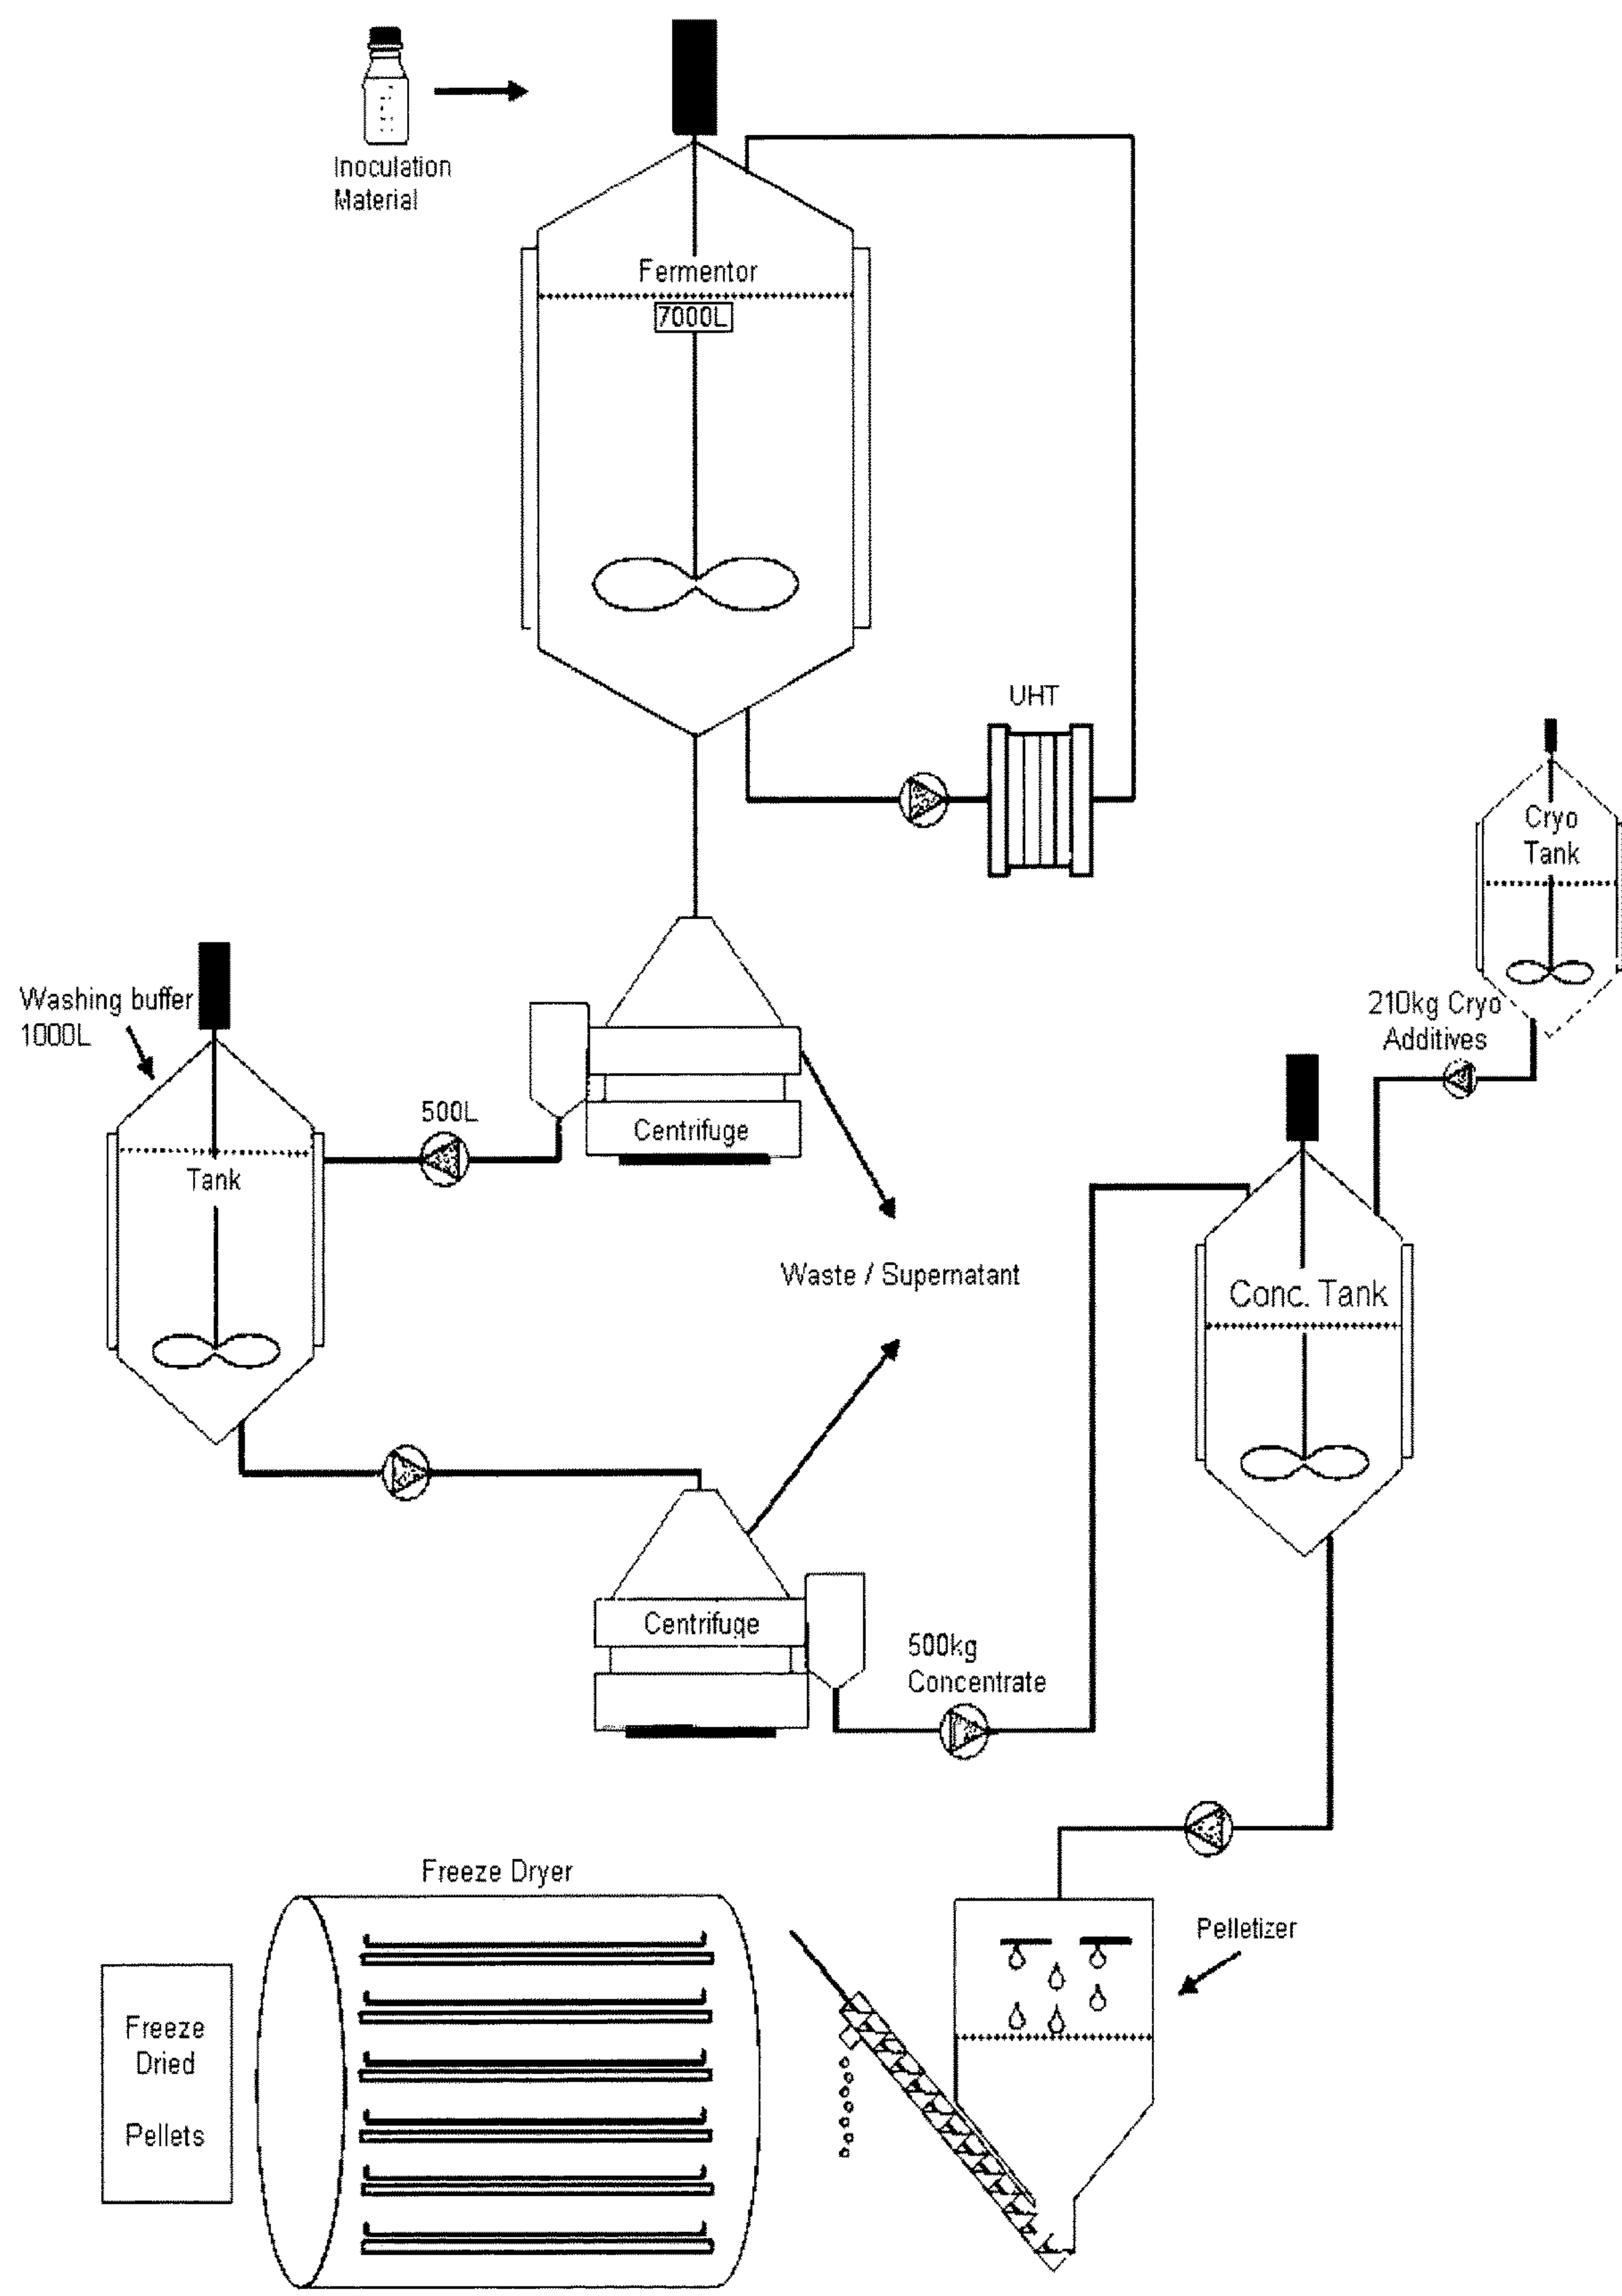 Inoculation
Material
Fermentor
7000L
UHT
Cryo
Tank
Washing buffer
1000L
210kg Cryo
Additives
500L
Centrifuge
Tank
Waste / Supernatant
Conc. Tank
Centrifuge
500kg
Concentrate
Freeze Dryer
Pelletizer
Freeze
Dried
Pellets